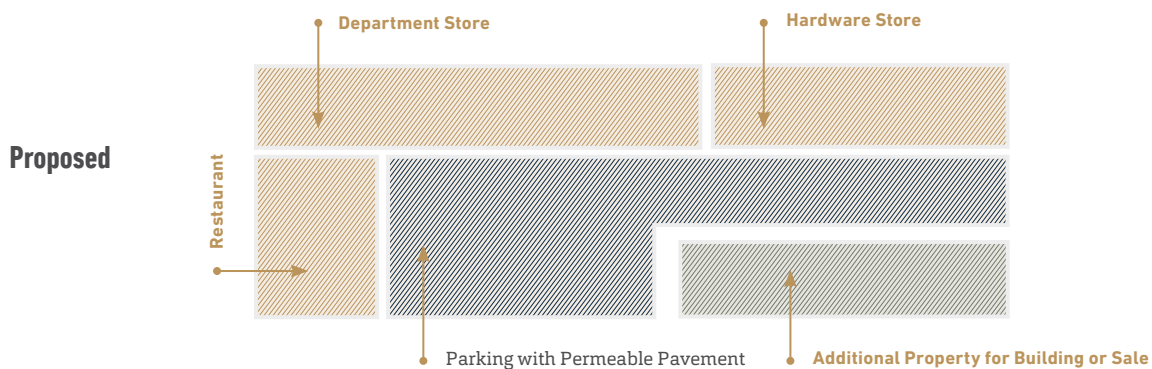 Department Store
Hardware Store
Proposed
Restaurant
Parking with Permeable Pavement
Additional Property for Building or Sale